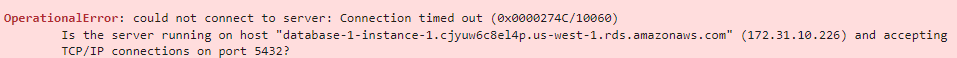 OperationalError: could not connect to server: Connection timed out (0x0000274C/10060)
Is the server running on host "database-1-instance-1.cjyuw6c8el4p.us-west-1.rds.amazonaws.com" (172.31.10.226) and accepting
TCP/IP connections on port 5432?